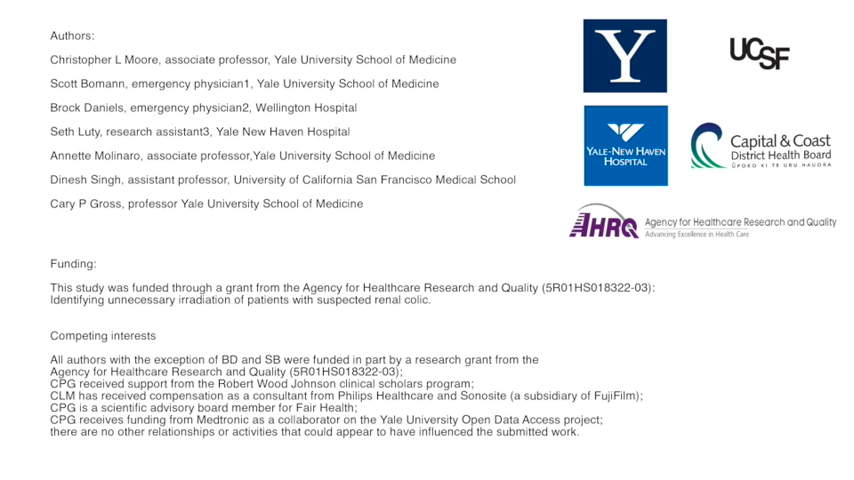 Authors:
Christopher L Moore, associate professor, Yale University School of Medicine
Scott Bomann, emergency physician1, Yale University School of Medicine
Brock Daniels, emergency physician2, Wellington Hospital
Seth Luty, research assistant3, Yale New Haven Hospital
Annette Molinaro, associate professor,Yale University School of Medicine
Dinesh Singh, assistant professor, University of California San Francisco Medical School
Cary P Gross, professor Yale University School of Medicine
Y
UCSF
YALE-NEW HAVEN
HOSPITAL
Capital & Coast
District Health Board
ŪPOKO KI TE URU HAUORA
AHRQ
Agency for Healthcare Research and Quality
Advancing Excellence in Health Care
Funding:
This study was funded through a grant from the Agency for Healthcare Research and Quality (5R01HS018322-03):
Identifying unnecessary irradiation of patients with suspected renal colic.
Competing interests
All authors with the exception of BD and SB were funded in part by a research grant from the
Agency for Healthcare Research and Quality (5R01HS018322-03);
CPG received support from the Robert Wood Johnson clinical scholars program;
CLM has received compensation as a consultant from Philips Healthcare and Sonosite (a subsidiary of FujiFilm);
CPG is a scientific advisory board member for Fair Health;
CPG receives funding from Medtronic as a collaborator on the Yale University Open Data Access project;
there are no other relationships or activities that could appear to have influenced the submitted work.